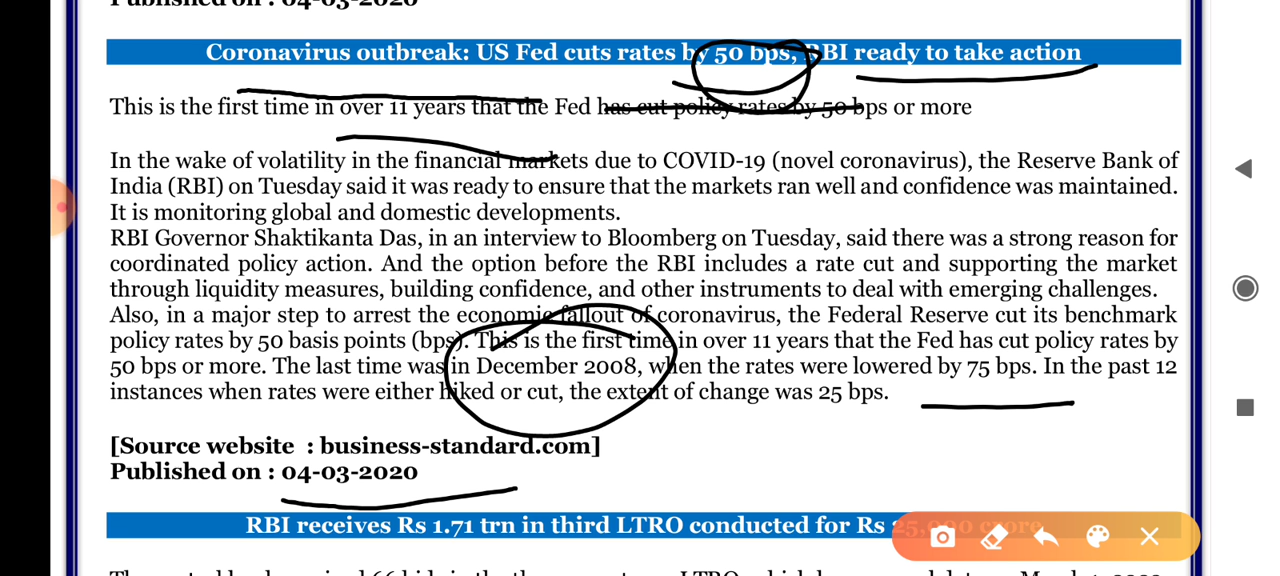 Published on : 04-03-2020
Coronavirus outbreak: US Fed cuts rates by 50 bps, RBI ready to take action
This is the first time in over 11 years that the Fed has cut policy rates by 50 bps or more
In the wake of volatility in the financial markets due to COVID-19 (novel coronavirus), the Reserve Bank of
India (RBI) on Tuesday said it was ready to ensure that the markets ran well and confidence was maintained.
It is monitoring global and domestic developments.
RBI Governor Shaktikanta Das, in an interview to Bloomberg on Tuesday, said there was a strong reason for
coordinated policy action. And the option before the RBI includes a rate cut and supporting the market
through liquidity measures, building confidence, and other instruments to deal with emerging challenges.
Also, in a major step to arrest the economic fallout of coronavirus, the Federal Reserve cut its benchmark
policy rates by 50 basis points (bps). This is the first time in over 11 years that the Fed has cut policy rates by
50 bps or more. The last time was in December 2008, when the rates were lowered by 75 bps. In the past 12
instances when rates were either hiked or cut, the extent of change was 25 bps.
[Source website : business-standard.com]
Published on : 04-03-2020
RBI receives Rs 1.71 trn in third LTRO conducted for Rs 25,000 crore